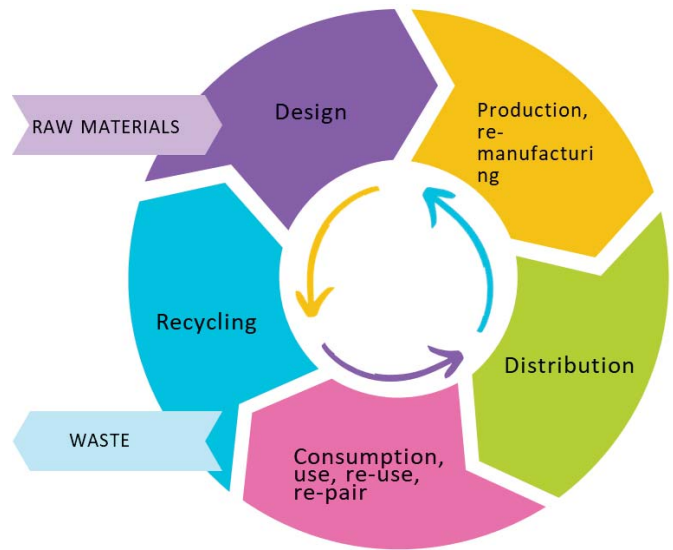 Design
Production,
re-
manufacturi
ng
RAW MATERIALS
Recycling
Distribution
WASTE
Consumption,
use, re-use,
re-pair